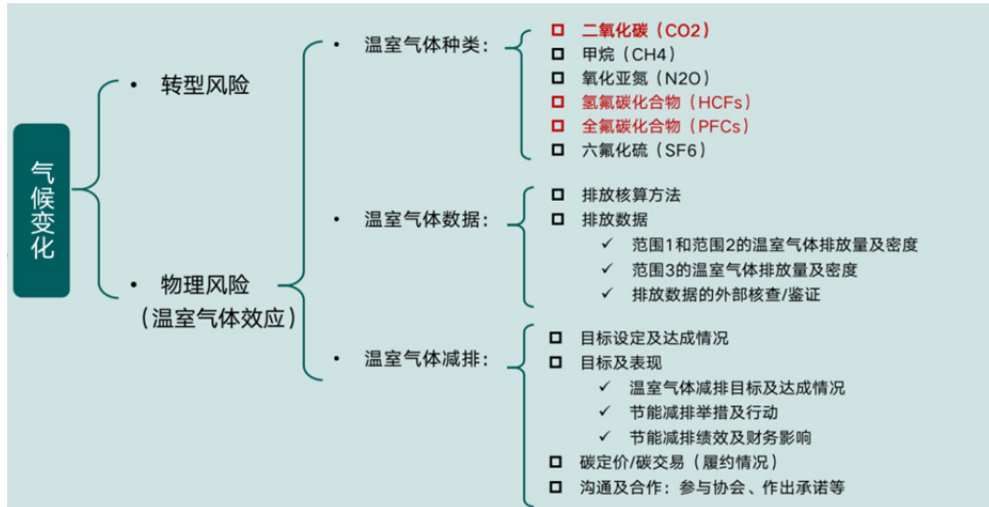 气候变化
• 转型风险
• 物理风险
（温室气体效应）
• 温室气体种类：
二氧化碳（CO2）
甲烷（CH4）
氧化亚氮（N2O）
氢氟碳化合物（HCFs）
全氟碳化合物（PFCs）
六氟化硫（SF6）
• 温室气体数据：
排放核算方法
排放数据
✓ 范围1和范围2的温室气体排放量及密度
✓ 范围3的温室气体排放量及密度
✓ 排放数据的外部核查/鉴证
• 温室气体减排：
目标设定及达成情况
目标及表现
✓ 温室气体减排目标及达成情况
✓ 节能减排举措及行动
✓ 节能减排绩效及财务影响
碳定价/碳交易（履约情况）
沟通及合作：参与协会、作出承诺等